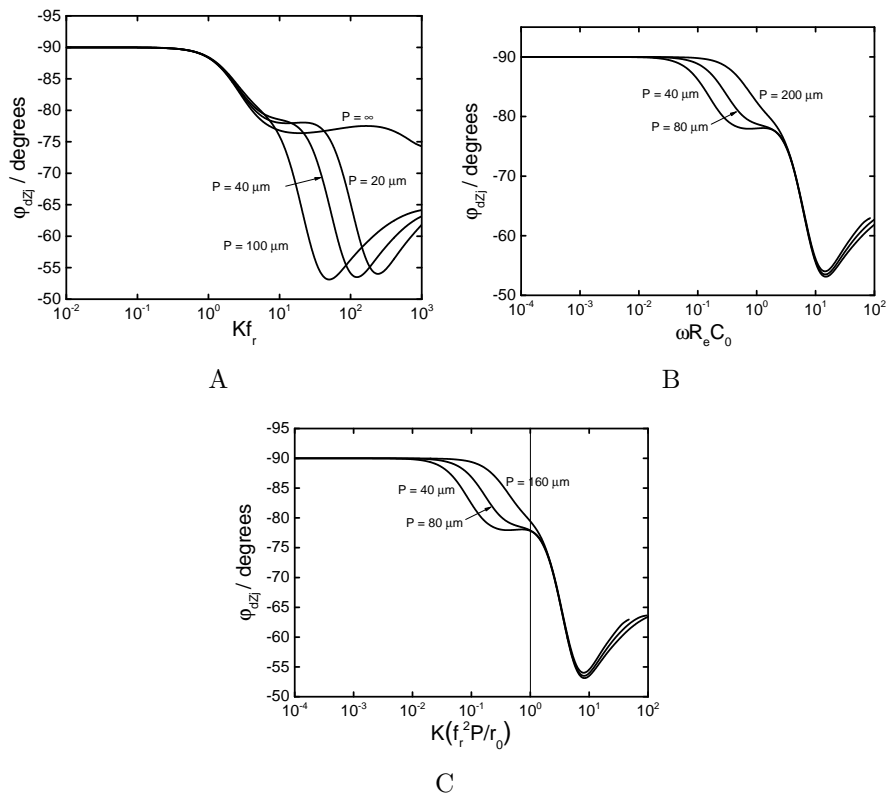 -95
-90
-85
-80
-75
-70
-65
-60
-55
-50
φdZj / degrees
P = ∞
P = 40 μm
P = 20 μm
P = 100 μm
10-2 10-1 100 101 102 103
Kfr
A
-90
-80
-70
-60
-50
φdZj / degrees
P = 40 μm
P = 200 μm
P = 80 μm
10-4 10-3 10-2 10-1 100 101 102
ωReC0
B
-95
-90
-85
-80
-75
-70
-65
-60
-55
-50
φdZj / degrees
P = 40 μm
P = 160 μm
P = 80 μm
10-4 10-3 10-2 10-1 100 101 102
K(fr2P/r0)
C